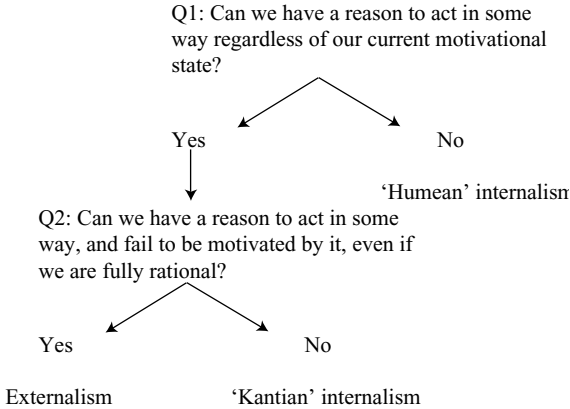 Q1: Can we have a reason to act in some
way regardless of our current motivational
state?
Yes
No
‘Humean’ internalism
Q2: Can we have a reason to act in some
way, and fail to be motivated by it, even if
we are fully rational?
Yes
No
Externalism
‘Kantian’ internalism